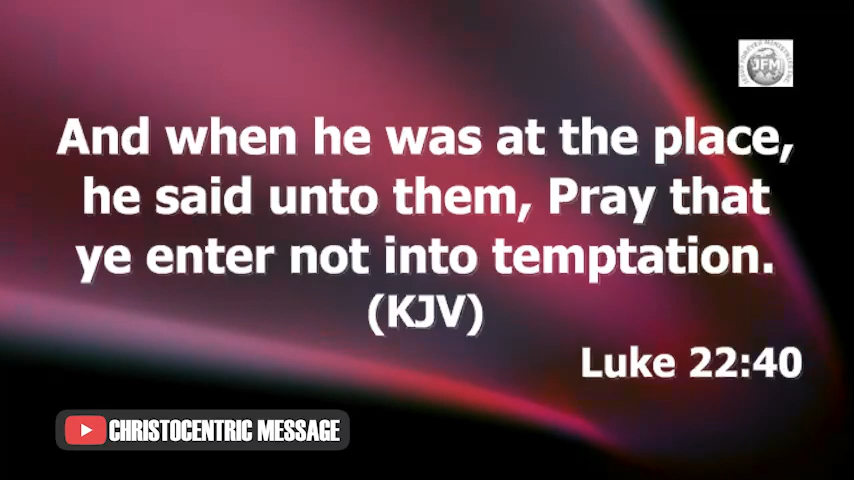 JFM
And when he was at the place,
he said unto them, Pray that
ye enter not into temptation.
(KJV)
Luke 22:40
CHRISTOCENTRIC MESSAGE